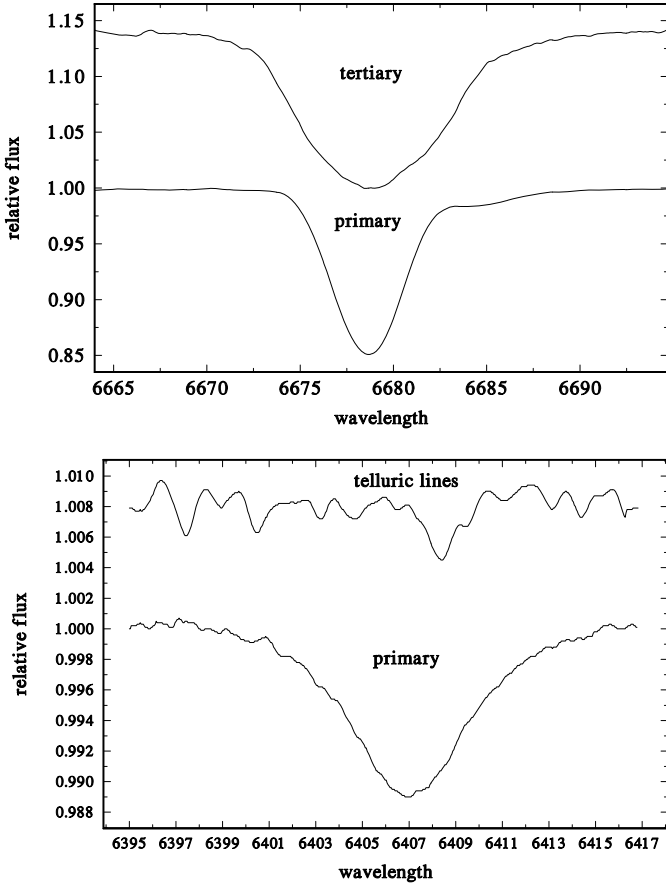 1.15
tertiary
1.10
1.05
relative flux
1.00
primary
0.95
0.90
0.85
6665 6670 6675 6680 6685 6690
wavelength
1.010
telluric lines
1.008
1.006
1.004
1.002
relative flux
1.000
primary
0.998
0.996
0.994
0.992
0.990
0.988
6395 6397 6399 6401 6403 6405 6407 6409 6411 6413 6415 6417
wavelength